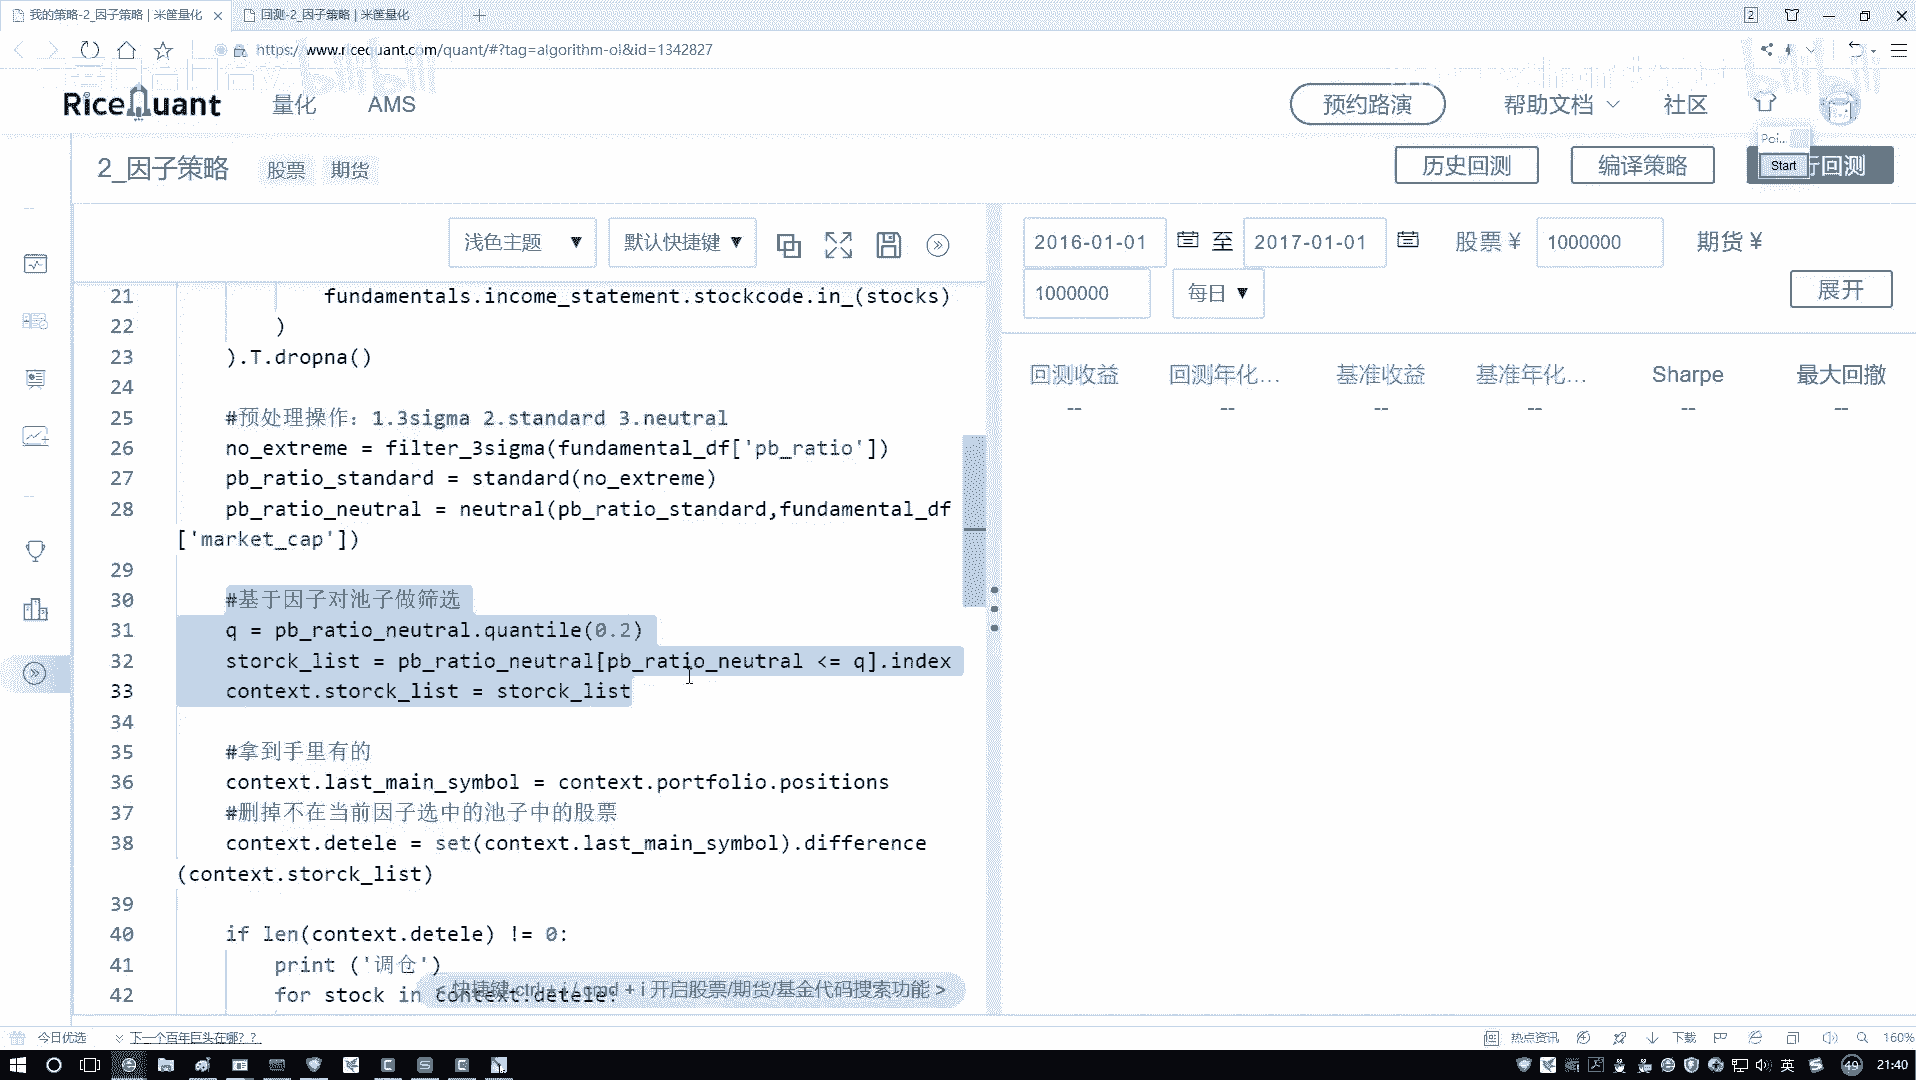 我的策略-2_因子策略 | 米筐量化
回测-2_因子策略 | 米筐量化
2
https://www.ricequant.com/quant/#?tag=algorithm-ol&id=1342827
RiceQuant
量化
AMS
预约路演
帮助文档
社区
Poi...
Start
2_因子策略
股票
期货
历史回测
编译策略
行回测
浅色主题 ▼
默认快捷键 ▼
2016-01-01 至 2017-01-01
股票 ¥ 1000000
期货 ¥
1000000
每日 ▼
展开
回测收益 回测年化... 基准收益 基准年化... Sharpe 最大回撤
-- -- -- -- -- --
21 fundamentals.income_statement.stockcode.in_(stocks)
22 )
23 ).T.dropna()
24
25 #预处理操作：1.3sigma 2.standard 3.neutral
26 no_extreme = filter_3sigma(fundamental_df['pb_ratio'])
27 pb_ratio_standard = standard(no_extreme)
28 pb_ratio_neutral = neutral(pb_ratio_standard,fundamental_df
['market_cap'])
29
30 #基于因子对池子做筛选
31 q = pb_ratio_neutral.quantile(0.2)
32 storck_list = pb_ratio_neutral[pb_ratio_neutral <= q].index
33 context.storck_list = storck_list
34
35 #拿到手里有的
36 context.last_main_symbol = context.portfolio.positions
37 #删掉不在当前因子选中的池子中的股票
38 context.detele = set(context.last_main_symbol).difference
(context.storck_list)
39
40 if len(context.detele) != 0:
41 print ('调仓')
42 for stock in context.detele:
< 快捷键 ctrl + i / cmd + i 开启股票/期货/基金代码搜索功能 >
今日优选
下一个百年巨头在哪？？
热点资讯
下载
160%
英
49
21:40